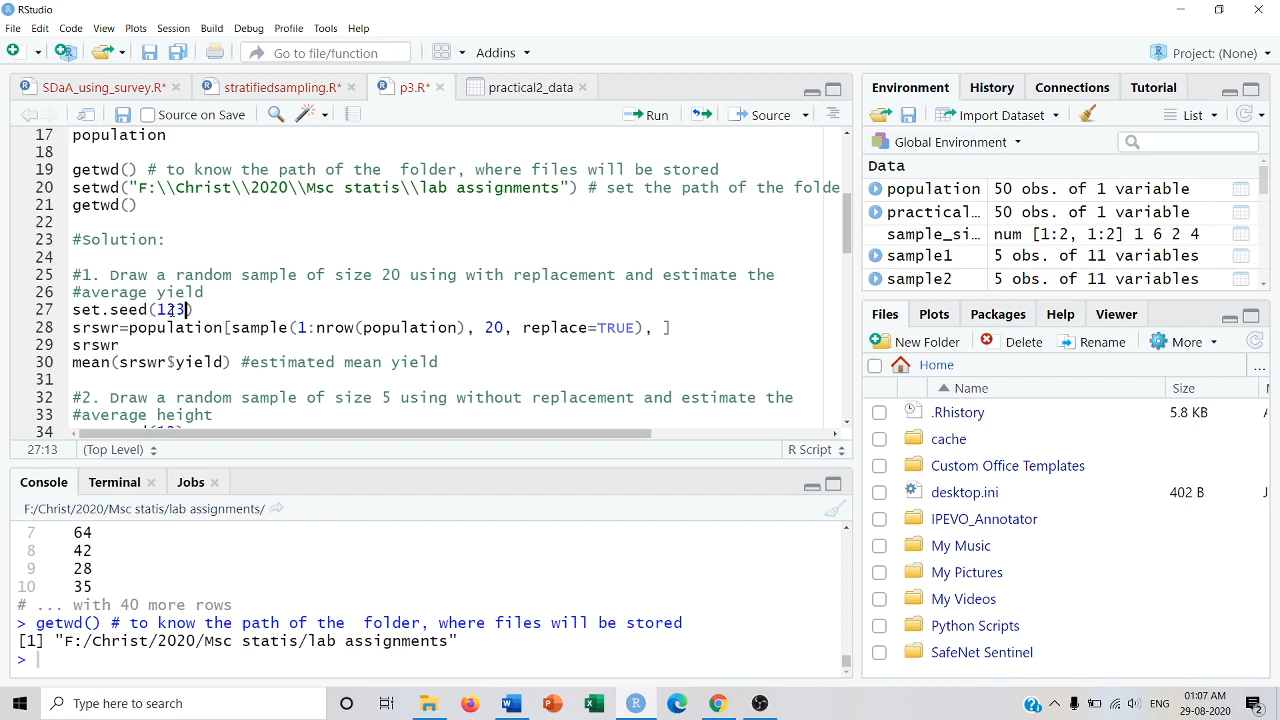 RStudio
File Edit Code View Plots Session Build Debug Profile Tools Help
Go to file/function
Addins
Project: (None)
SDaA_using_survey.R*
stratifiedsampling.R*
p3.R*
practical2_data
Source on Save
Run
Source
17 population
18
19 getwd() # to know the path of the  folder, where files will be stored
20 setwd("F:\\Christ\\2020\\Msc statis\\lab assignments") # set the path of the folde
21 getwd()
22
23 #Solution:
24
25 #1. Draw a random sample of size 20 using with replacement and estimate the
26 #average yield
27 set.seed(123)
28 srswr=population[sample(1:nrow(population), 20, replace=TRUE), ]
29 srswr
30 mean(srswr$yield) #estimated mean yield
31
32 #2. Draw a random sample of size 5 using without replacement and estimate the
33 #average height
34
27:13 (Top Level) R Script
Console Terminal Jobs
F:/Christ/2020/Msc statis/lab assignments/
7 64
8 42
9 28
10 35
# ... with 40 more rows
> getwd() # to know the path of the  folder, where files will be stored
[1] "F:/Christ/2020/Msc statis/lab assignments"
>
Environment History Connections Tutorial
Import Dataset
List
Global Environment
Data
population 50 obs. of 1 variable
practical... 50 obs. of 1 variable
sample_si... num [1:2, 1:2] 1 6 2 4
sample1 5 obs. of 11 variables
sample2 5 obs. of 11 variables
Files Plots Packages Help Viewer
New Folder Delete Rename More
Home ...
Name Size
.Rhistory 5.8 KB
cache
Custom Office Templates
desktop.ini 402 B
IPEVO_Annotator
My Music
My Pictures
My Videos
Python Scripts
SafeNet Sentinel
Type here to search
ENG
01:07 AM
29-08-2020
2